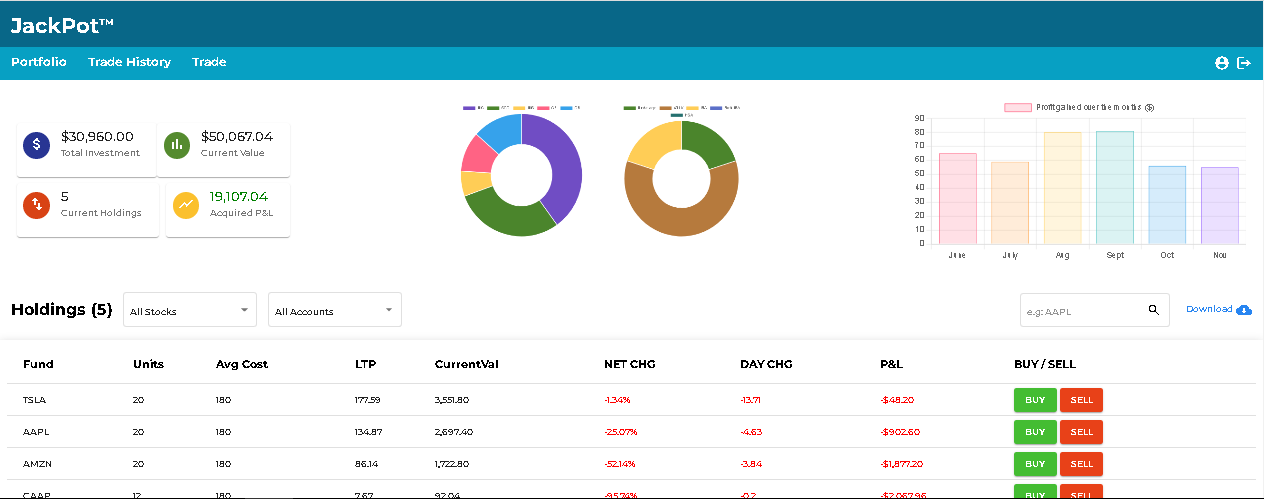 JackPot™
Portfolio Trade History Trade
$30,960.00
Total Investment
$50,067.04
Current Value
5
Current Holdings
19,107.04
Acquired P&L
Profit gained over the months ($)
90
80
70
60
50
40
30
20
10
0
June July Aug Sept Oct Nov
Holdings (5) All Stocks All Accounts e.g: AAPL Download
Fund Units Avg Cost LTP CurrentVal NET CHG DAY CHG P&L BUY / SELL
TSLA 20 180 177.59 3,551.80 -1.34% -13.71 -$48.20 BUY SELL
AAPL 20 180 134.87 2,697.40 -25.07% -4.63 -$902.60 BUY SELL
AMZN 20 180 86.14 1,722.80 -52.14% -3.84 -$1,877.20 BUY SELL
CAAP 12 180 7.67 92.04 -95.74% -0.2 -$2,067.96 BUY SELL